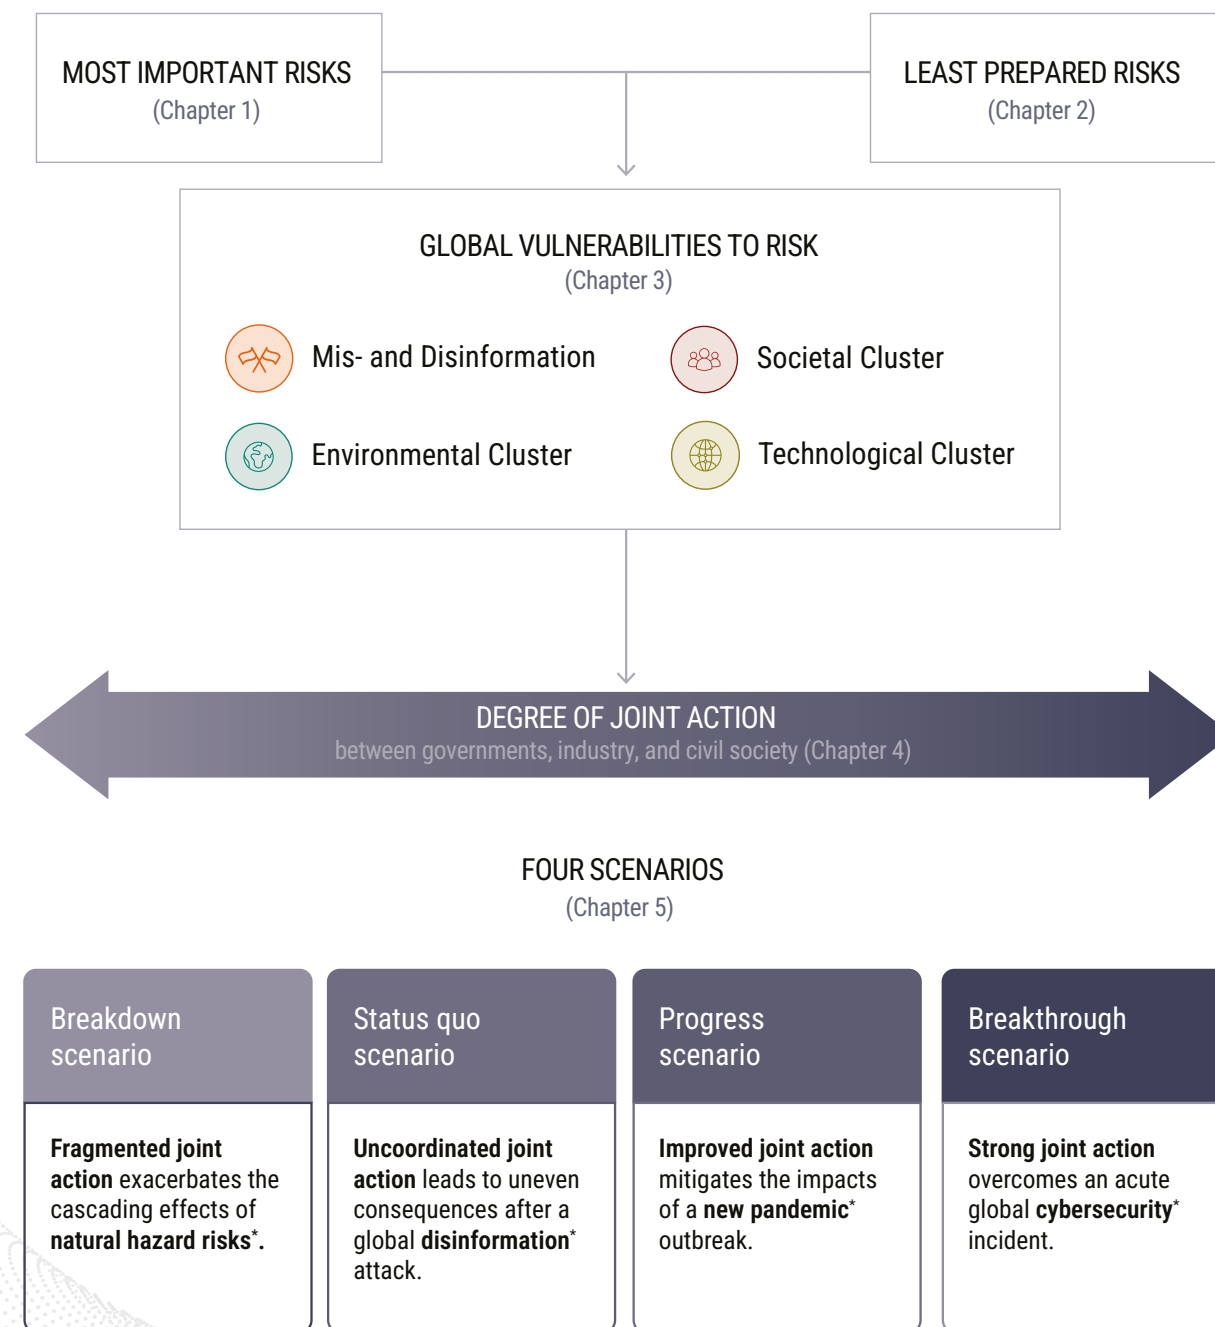 MOST IMPORTANT RISKS
(Chapter 1)
LEAST PREPARED RISKS
(Chapter 2)
GLOBAL VULNERABILITIES TO RISK
(Chapter 3)
Mis- and Disinformation
Societal Cluster
Environmental Cluster
Technological Cluster
DEGREE OF JOINT ACTION
between governments, industry, and civil society (Chapter 4)
FOUR SCENARIOS
(Chapter 5)
Breakdown
scenario
Fragmented joint
action exacerbates the
cascading effects of
natural hazard risks*.
Status quo
scenario
Uncoordinated joint
action leads to uneven
consequences after a
global disinformation*
attack.
Progress
scenario
Improved joint action
mitigates the impacts
of a new pandemic*
outbreak.
Breakthrough
scenario
Strong joint action
overcomes an acute
global cybersecurity*
incident.